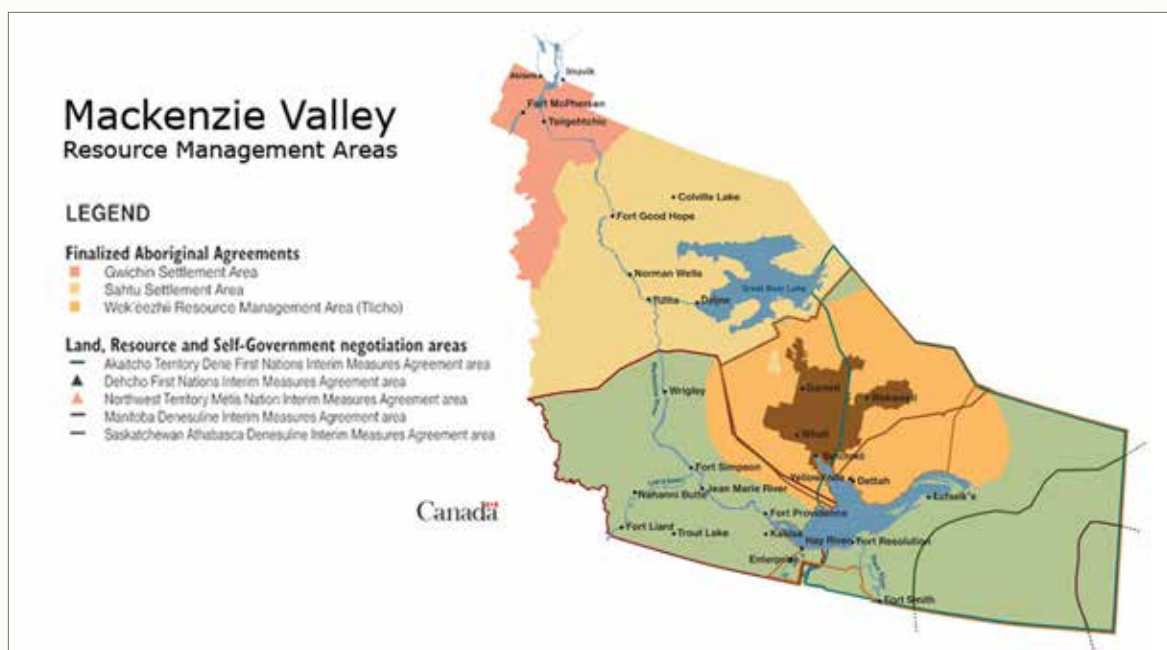 Mackenzie Valley
Resource Management Areas
LEGEND
Finalized Aboriginal Agreements
Gwichin Settlement Area
Sahtu Settlement Area
Wek'eezhii Resource Management Area (Tlicho)
Land, Resource and Self-Government negotiation areas
Akaitcho Territory Dene First Nations Interim Measures Agreement area
Dehcho First Nations Interim Measures Agreement area
Northwest Territory Metis Nation Interim Measures Agreement area
Manitoba Denesuline Interim Measures Agreement area
Saskatchewan Athabasca Denesuline Interim Measures Agreement area
Canada
Aklavik
Inuvik
Fort McPherson
Tsiigehtchic
Colville Lake
Fort Good Hope
Norman Wells
Tulita
Deline
Wrigley
Gameti
Wekweeti
Whati
Behchoko
Yellowknife
Dettah
Fort Simpson
Jean Marie River
Nahanni Butte
Fort Providence
Fort Liard
Trout Lake
Kakisa
Hay River
Fort Resolution
Enterprise
Fort Smith